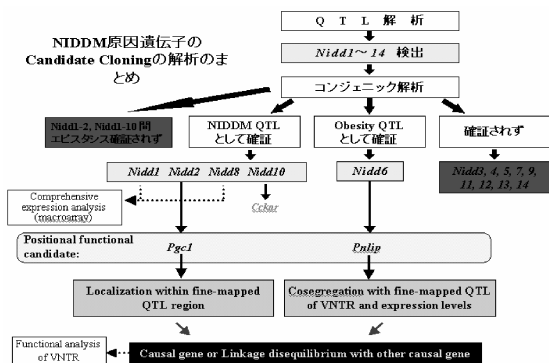 NIDDM原因遺伝子の
Candidate Cloningの解析のま
とめ
QTL解析
Nidd1～14 検出
コンジェニック解析
Nidd1-2, Nidd1-10間
エピスタシス確証されず
NIDDM QTL
として確証
Obesity QTL
として確証
確証されず
Nidd1 Nidd2 Nidd8 Nidd10
Nidd6
Nidd3, 4, 5, 7, 9,
11, 12, 13, 14
Comprehensive
expression analysis
(macroarray)
Cckar
Positional functional
candidate:
Pgc1
Pnlip
Localization within fine-mapped
QTL region
Cosegregation with fine-mapped QTL
of VNTR and expression levels
Functional analysis
of VNTR
Causal gene or Linkage disequilibrium with other causal gene